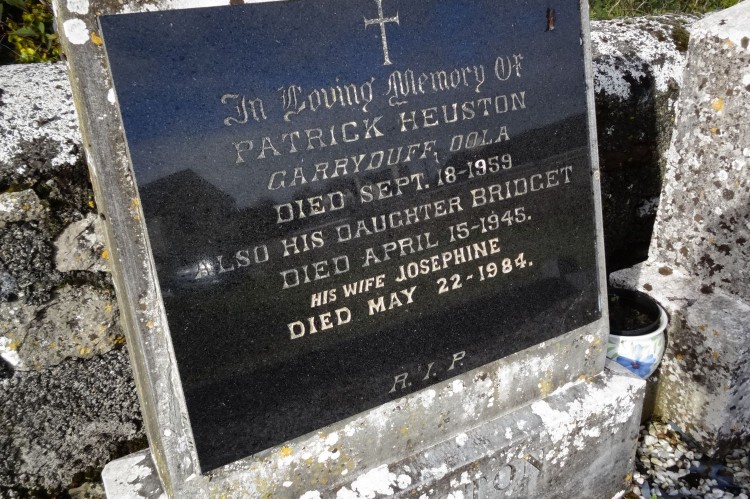 In Loving Memory Of
PATRICK HEUSTON
GARRYDUFF, OOLA
DIED SEPT. 18-1959
ALSO HIS DAUGHTER BRIDGET
DIED APRIL 15-1945.
HIS WIFE JOSEPHINE
DIED MAY 22-1984.
R. I. P.